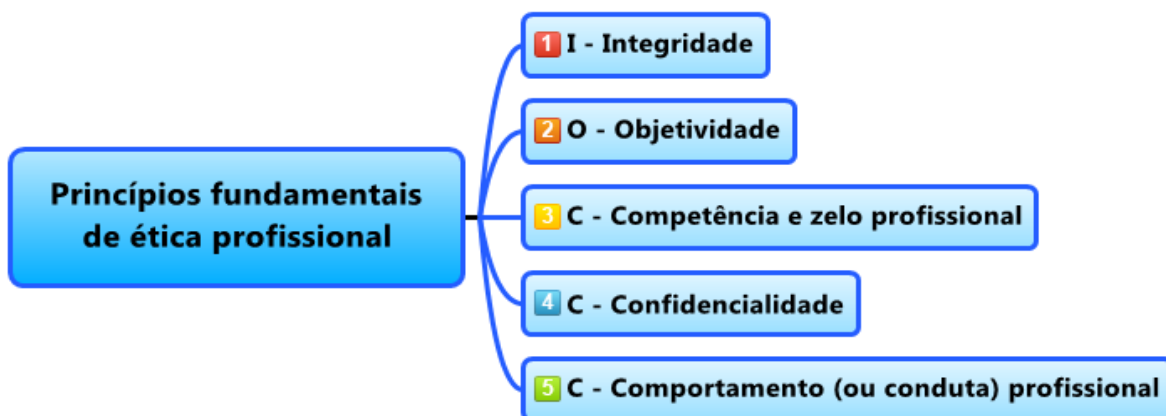 Princípios fundamentais
de ética profissional
1 I - Integridade
2 O - Objetividade
3 C - Competência e zelo profissional
4 C - Confidencialidade
5 C - Comportamento (ou conduta) profissional